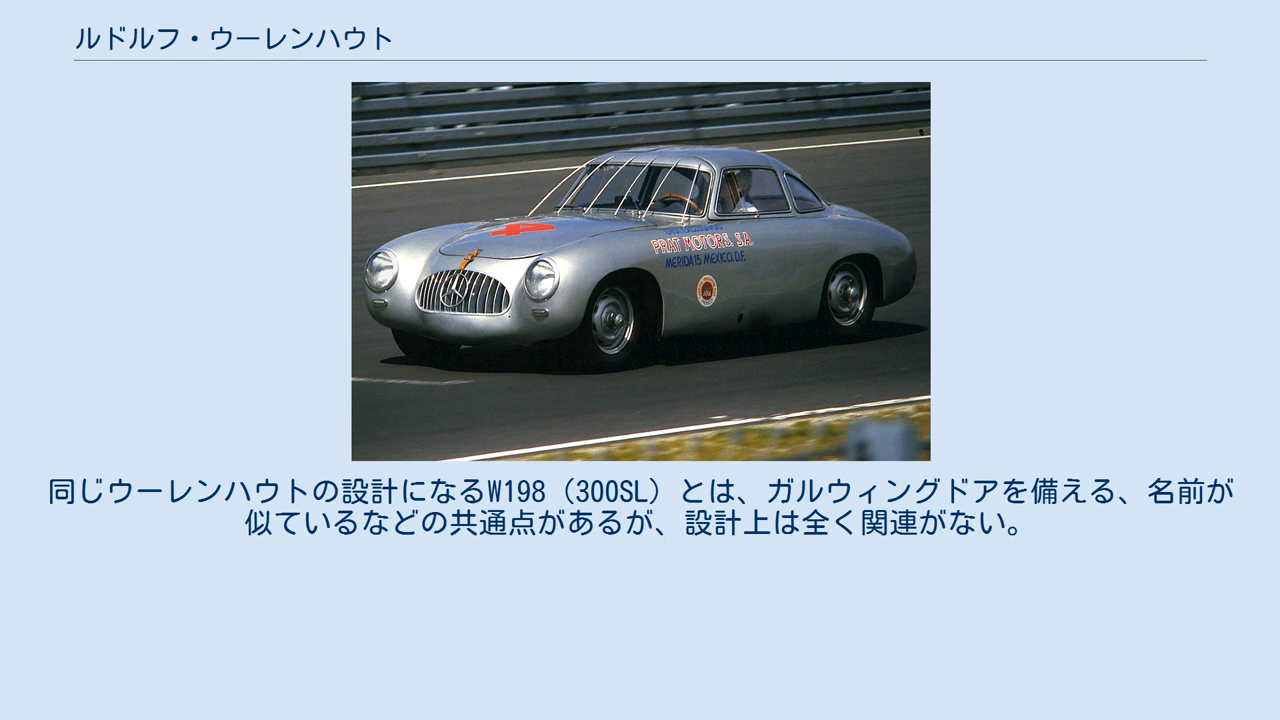 ルドルフ・ウーレンハウト
4
PRAT MOTORS. S.A.
MERIDA 15 MEXICO. D.F.
同じウーレンハウトの設計になるW198（300SL）とは、ガルウィングドアを備える、名前が
似ているなどの共通点があるが、設計上は全く関連がない。